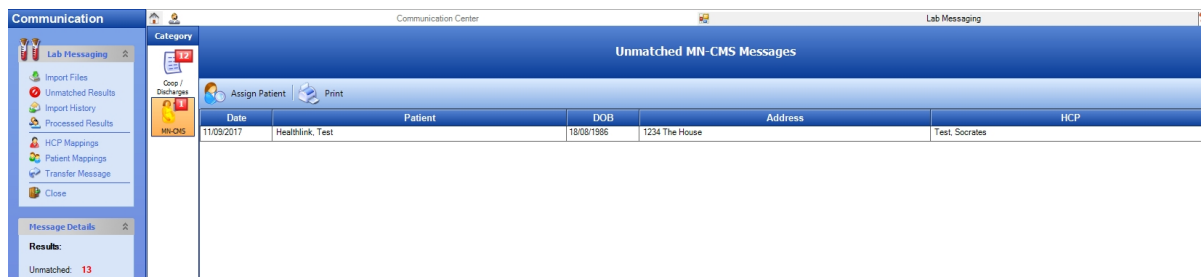 Communication
Communication Center
Lab Messaging
Lab Messaging
Import Files
Unmatched Results
Import History
Processed Results
HCP Mappings
Patient Mappings
Transfer Message
Close
Message Details
Results:
Unmatched: 13
Category
12
Coop /
Discharges
1
MN-CMS
Unmatched MN-CMS Messages
Assign Patient Print
Date Patient DOB Address HCP
11/09/2017 Healthlink, Test 18/08/1986 1234 The House Test, Socrates